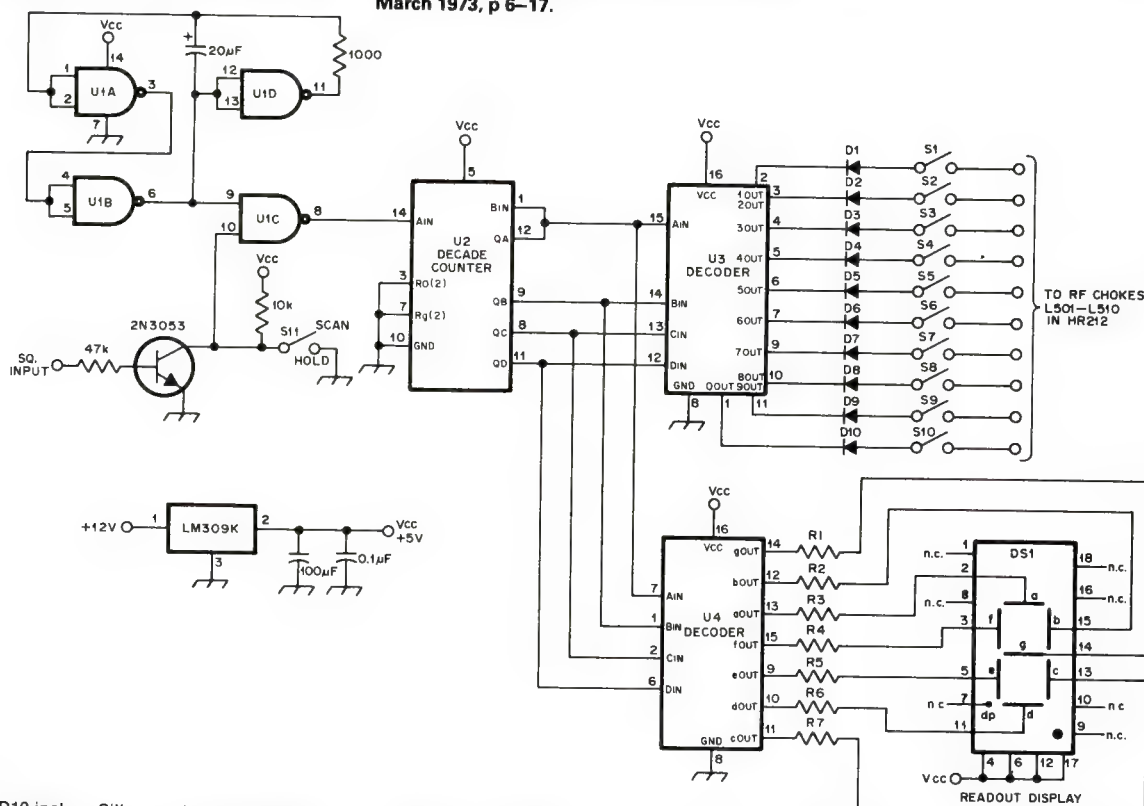 March 1973, p 6–17.
Vcc
14
1
2
U1A
3
7
+
20µF
12
13
U1D
11
1000
4
5
U1B
6
9
10
U1C
8
Vcc
10k
S11
SCAN
HOLD
2N3053
SQ.
INPUT
47k
Vcc
5
14
AIN
U2
DECADE
COUNTER
BIN
1
QA
12
3
RO(2)
7
Rg(2)
10
GND
QB
9
QC
8
QD
11
Vcc
16
VCC
15
AIN
U3
DECODER
14
BIN
13
CIN
12
DIN
GND
8
0OUT
1
1OUT
2
2OUT
3
3OUT
4
4OUT
5
5OUT
6
6OUT
7
7OUT
9
8OUT
10
9OUT
11
D1 S1
D2 S2
D3 S3
D4 S4
D5 S5
D6 S6
D7 S7
D8 S8
D9 S9
D10 S10
TO RF CHOKES
L501–L510
IN HR212
+12V
1
LM309K
2
3
100µF
0.1µF
Vcc
+5V
Vcc
16
VCC
7
AIN
1
BIN
U4
DECODER
2
CIN
6
DIN
GND
8
gOUT 14 R1
bOUT 12 R2
aOUT 13 R3
fOUT 15 R4
eOUT 9 R5
dOUT 10 R6
cOUT 11 R7
DS1
n.c. 1
2
n.c. 8
3
5
n c 7
11
18 n.c.
16 n.c.
15
14
13
10 n c
9 n.c.
a
f
b
g
e
c
dp
d
4 6 12 17
Vcc
READOUT DISPLAY